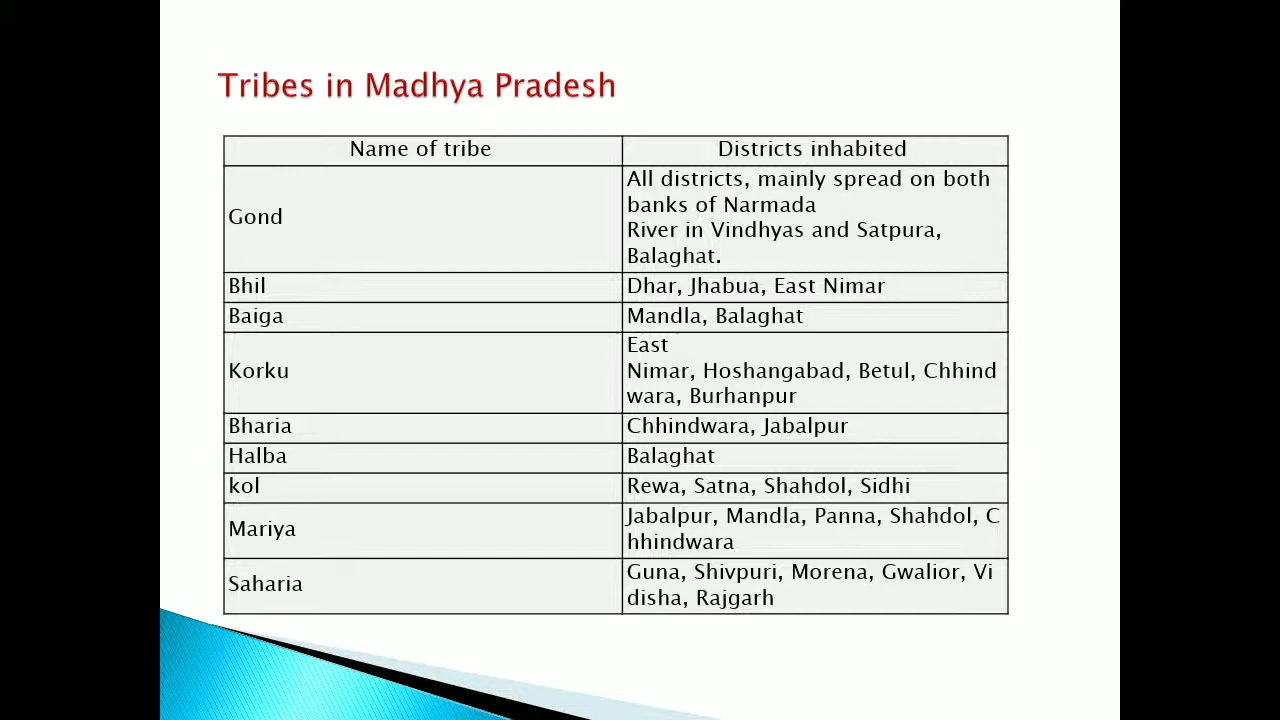 Tribes in Madhya Pradesh
Name of tribe
Districts inhabited
Gond
All districts, mainly spread on both
banks of Narmada
River in Vindhyas and Satpura,
Balaghat.
Bhil
Dhar, Jhabua, East Nimar
Baiga
Mandla, Balaghat
Korku
East
Nimar, Hoshangabad, Betul, Chhind
wara, Burhanpur
Bharia
Chhindwara, Jabalpur
Halba
Balaghat
kol
Rewa, Satna, Shahdol, Sidhi
Mariya
Jabalpur, Mandla, Panna, Shahdol, C
hhindwara
Saharia
Guna, Shivpuri, Morena, Gwalior, Vi
disha, Rajgarh